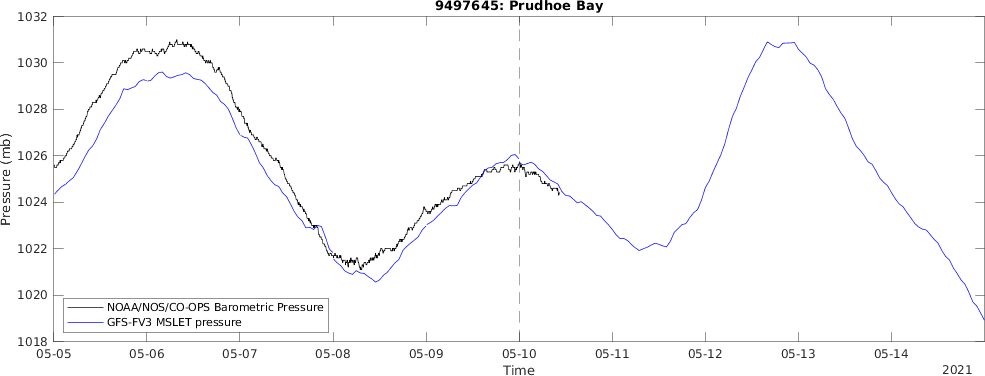 9497645: Prudhoe Bay
1032
1030
1028
1026
1024
1022
1020
1018
Pressure (mb)
NOAA/NOS/CO-OPS Barometric Pressure
GFS-FV3 MSLET pressure
05-05 05-06 05-07 05-08 05-09 05-10 05-11 05-12 05-13 05-14
Time
2021